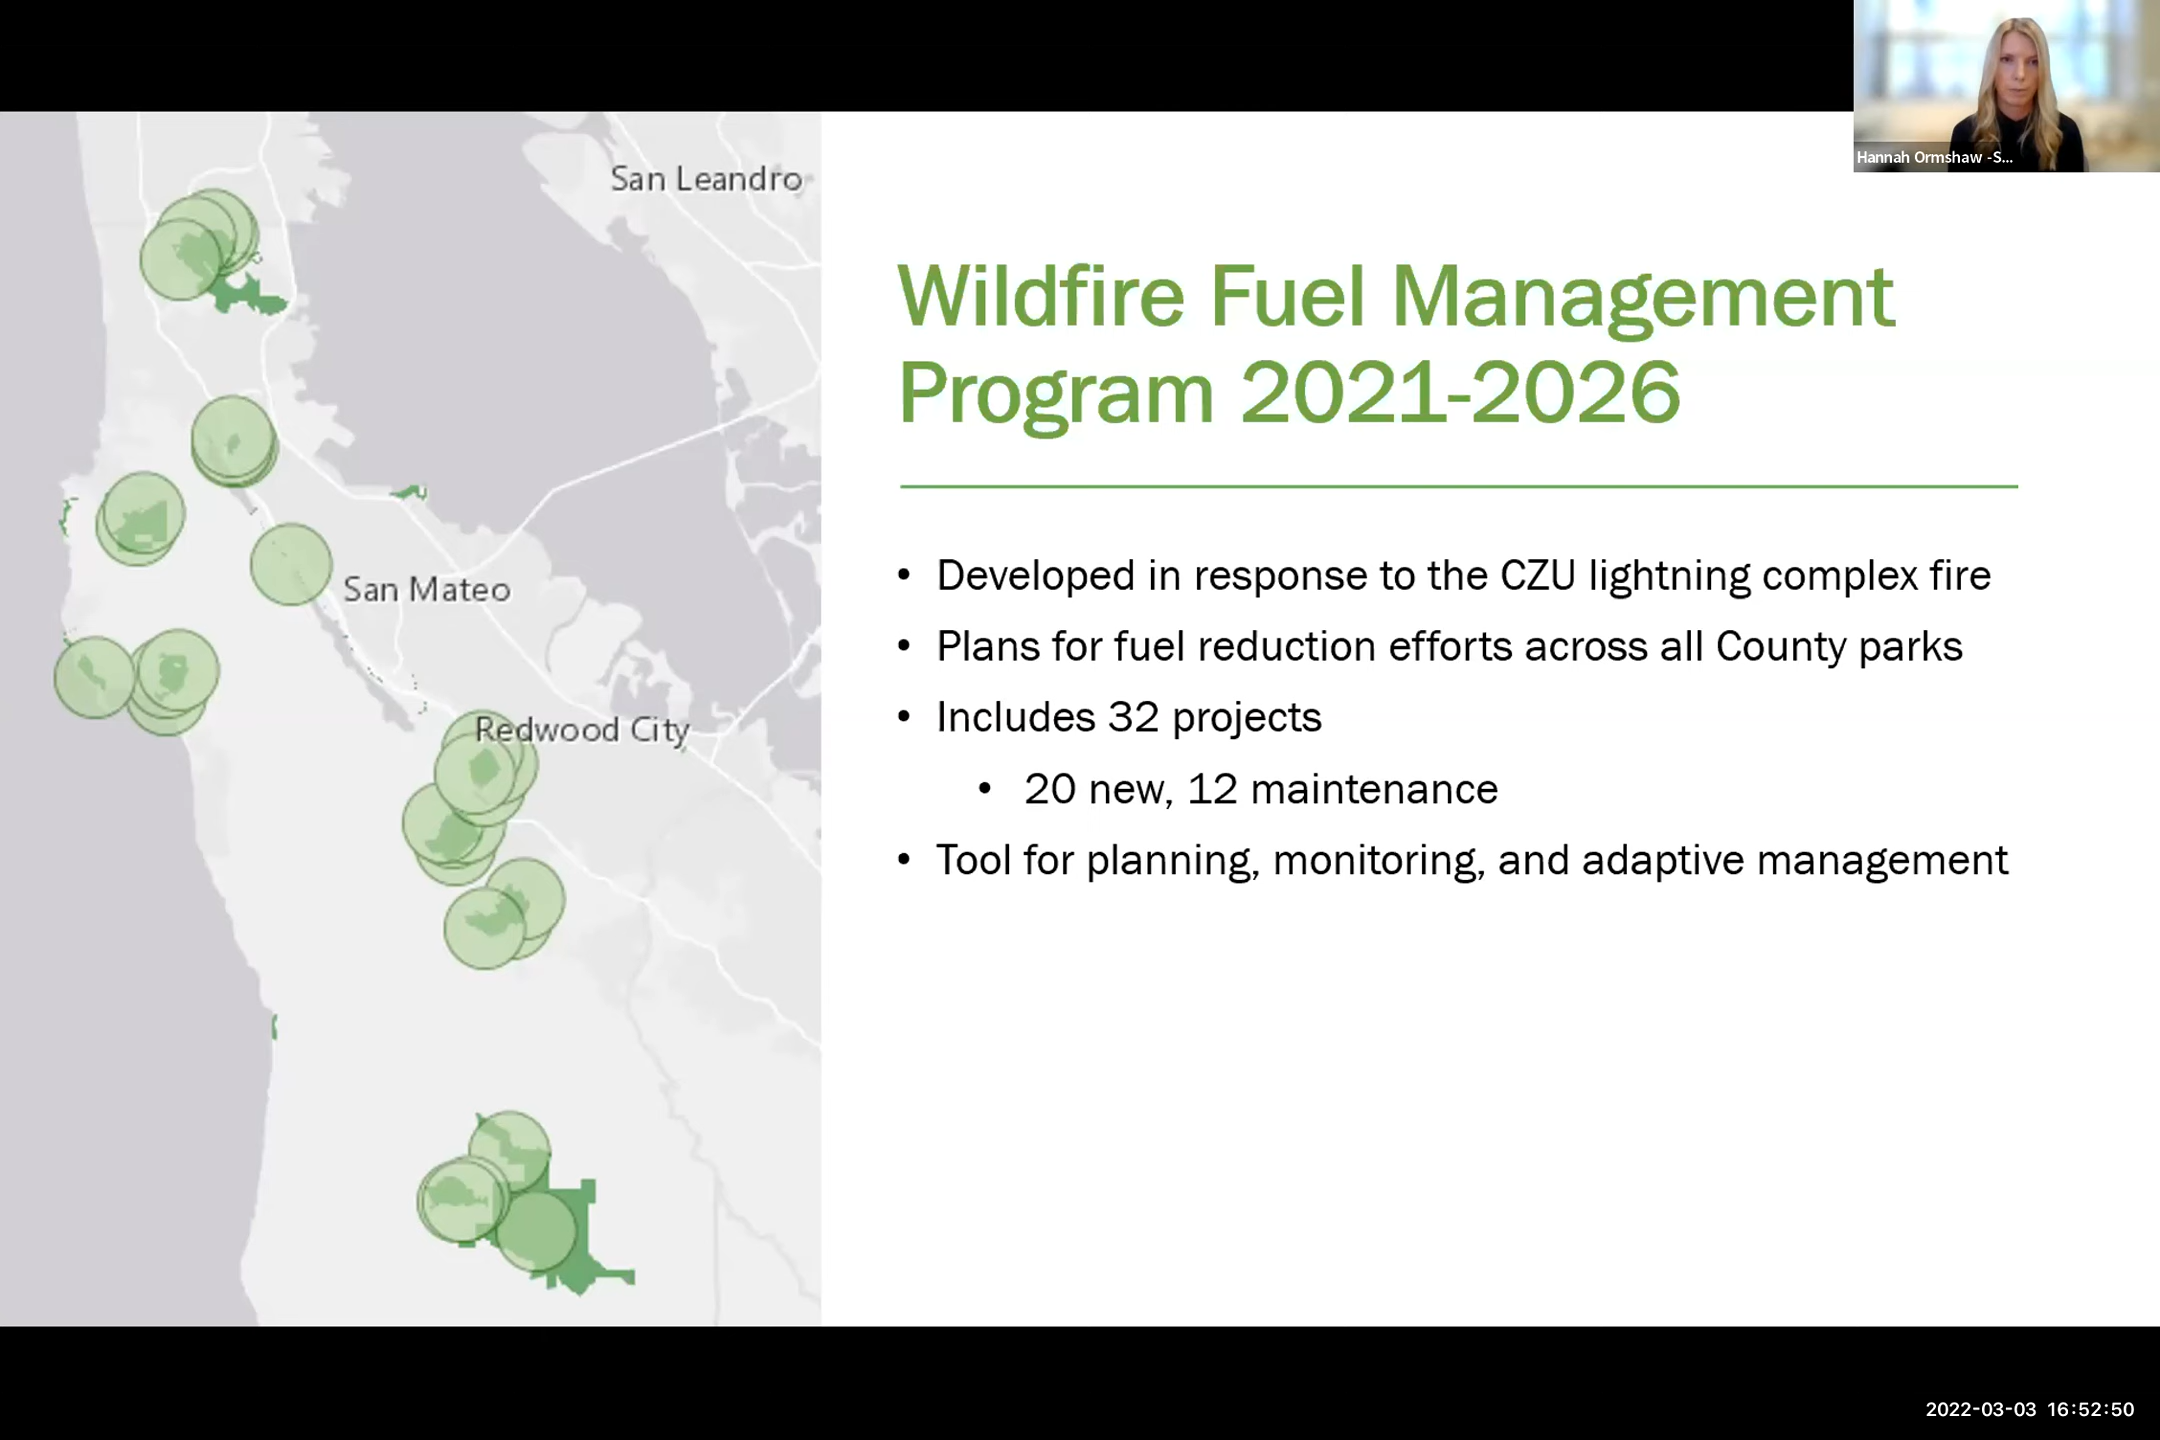 Hannah Ormshaw -S...
San Leandro
San Mateo
Redwood City
Wildfire Fuel Management
Program 2021-2026
• Developed in response to the CZU lightning complex fire
• Plans for fuel reduction efforts across all County parks
• Includes 32 projects
• 20 new, 12 maintenance
• Tool for planning, monitoring, and adaptive management
2022-03-03 16:52:50